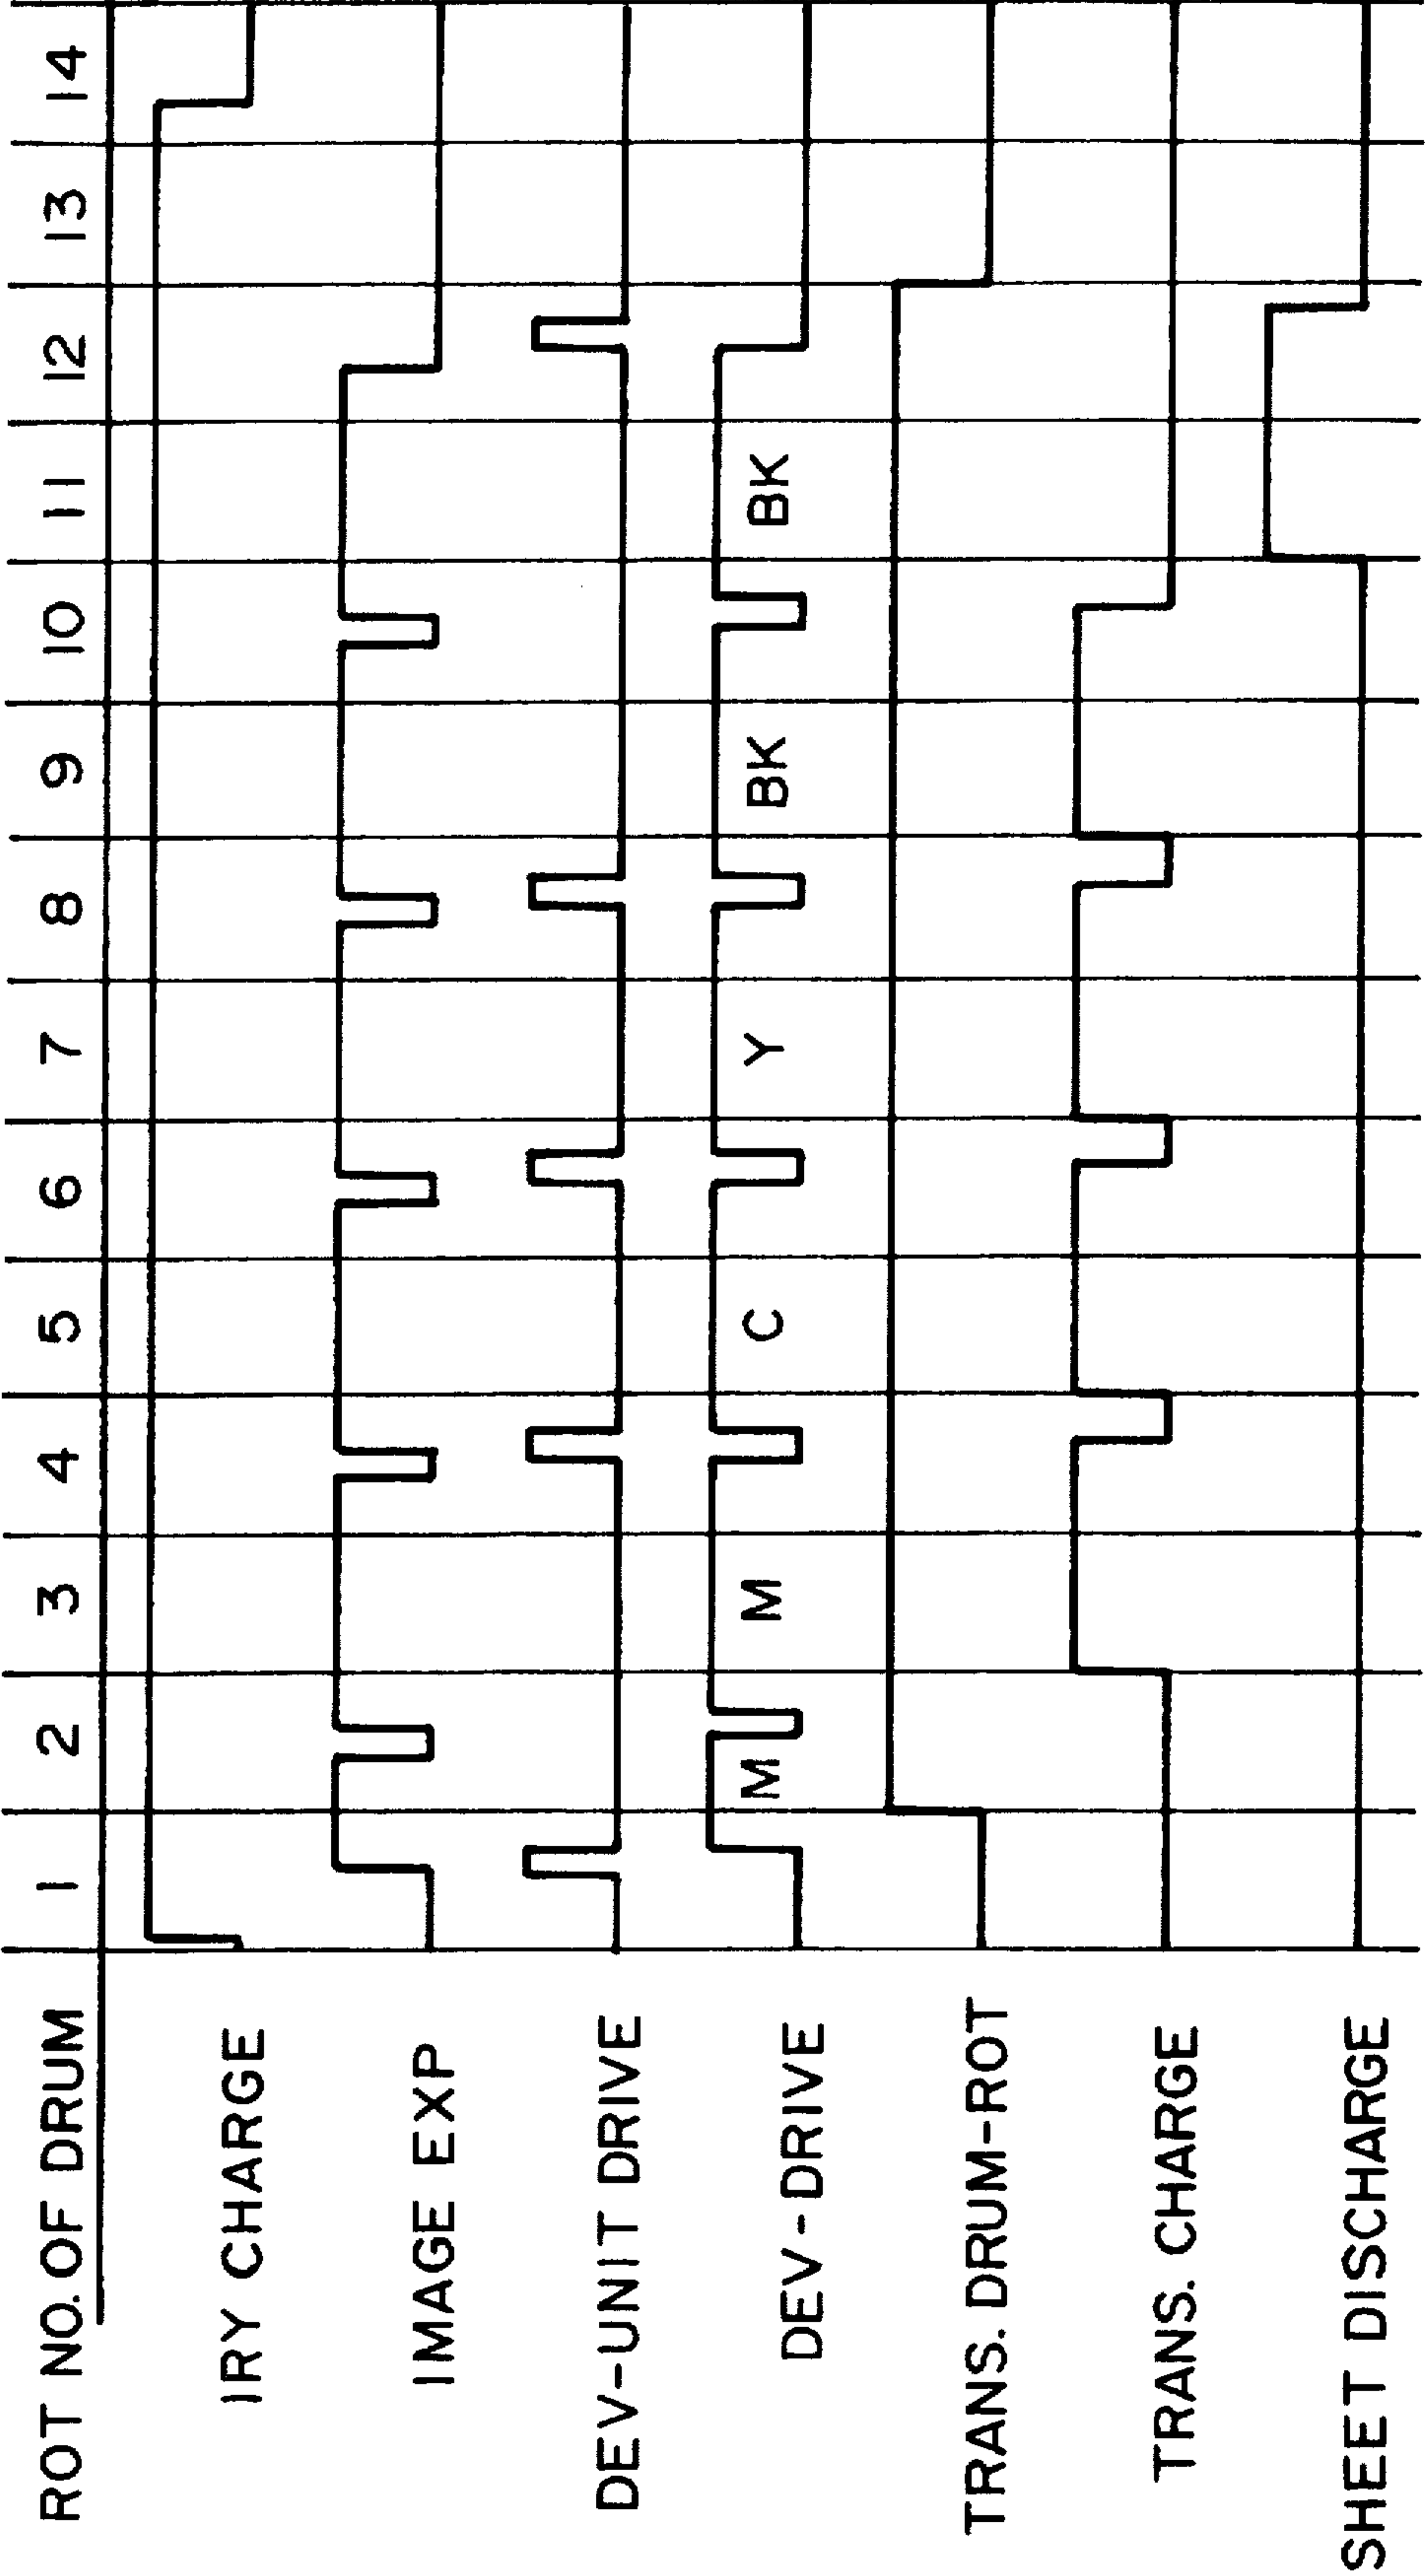 ROT NO. OF DRUM 1 2 3 4 5 6 7 8 9 10 11 12 13 14
IRY CHARGE
IMAGE EXP
DEV-UNIT DRIVE
DEV-DRIVE M M C Y BK BK
TRANS. DRUM-ROT
TRANS. CHARGE
SHEET DISCHARGE